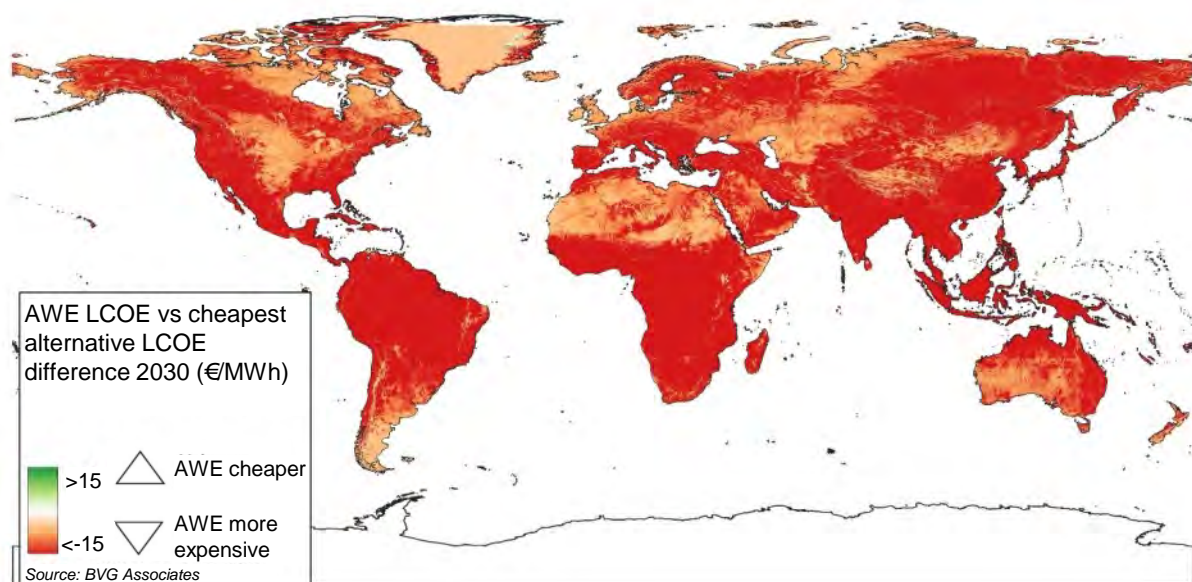 AWE LCOE vs cheapest
alternative LCOE
difference 2030 (€/MWh)
>15
AWE cheaper
<-15
AWE more
expensive
Source: BVG Associates